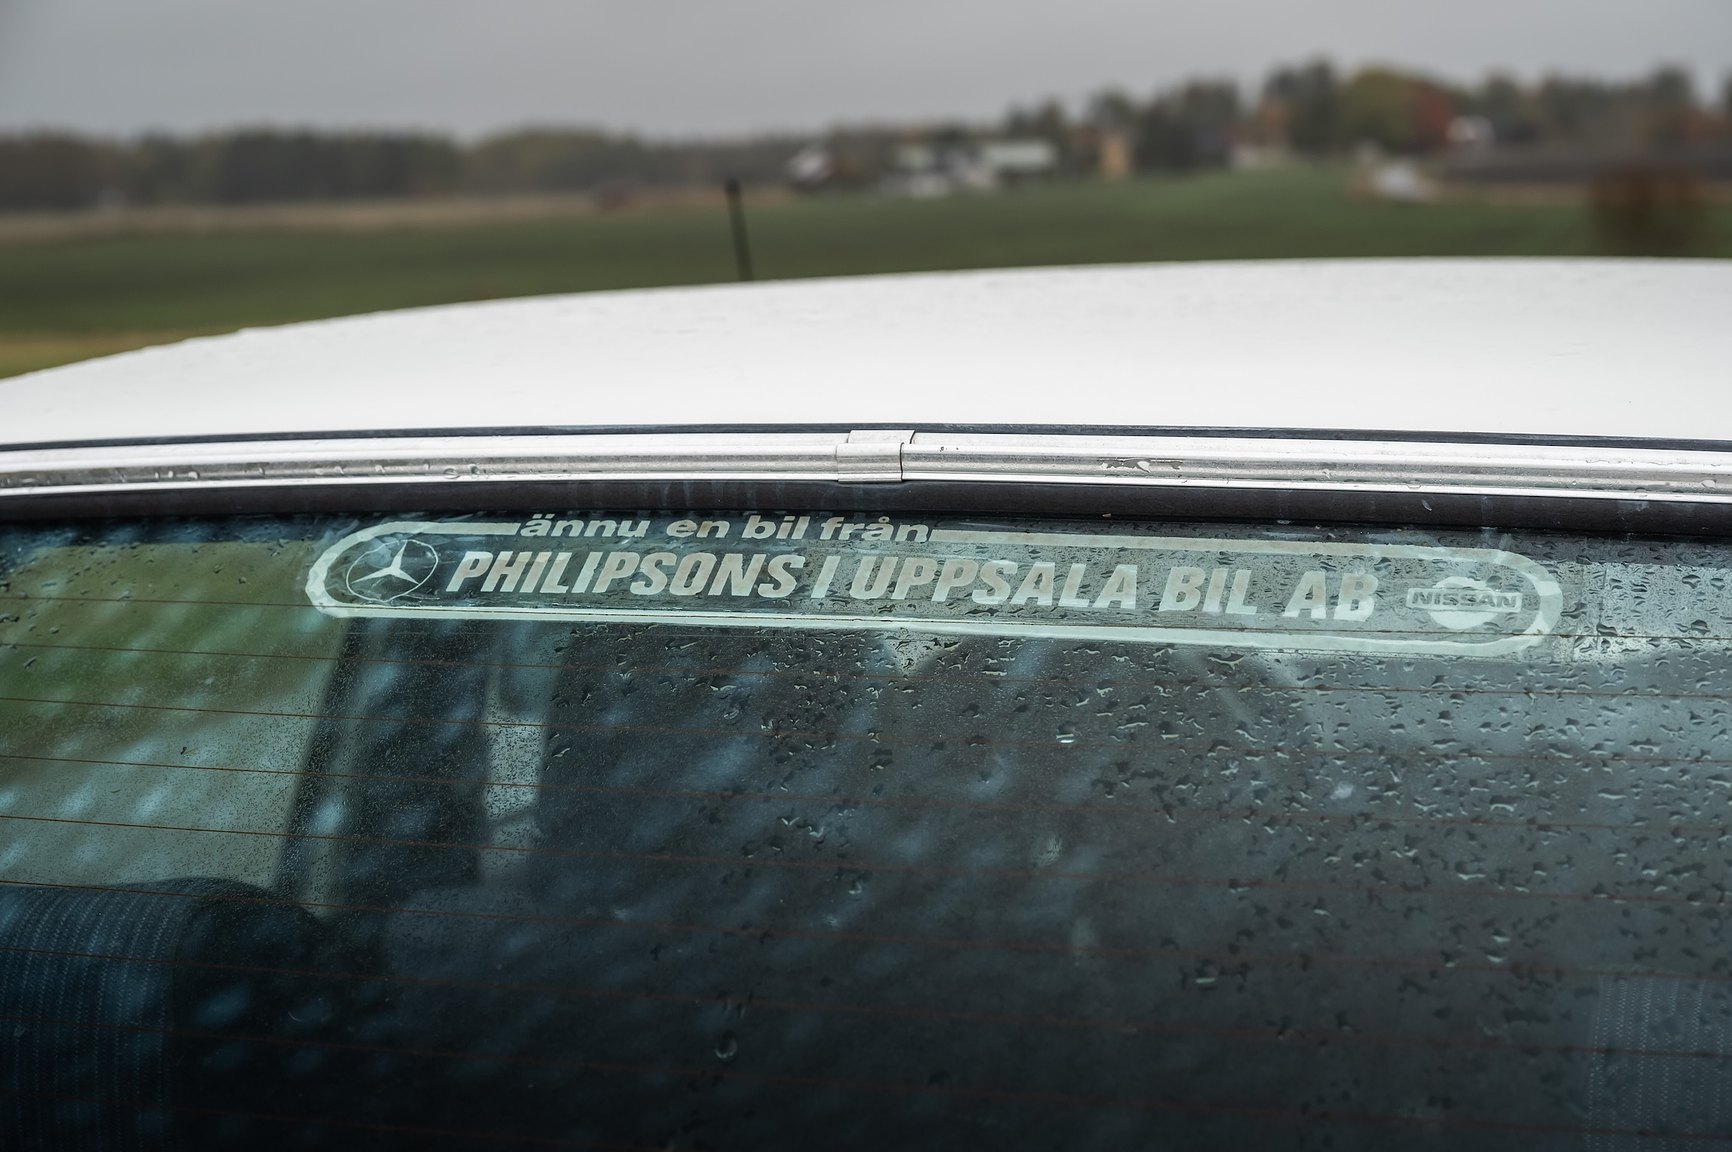 ännu en bil från
PHILIPSONS I UPPSALA BIL AB
NISSAN